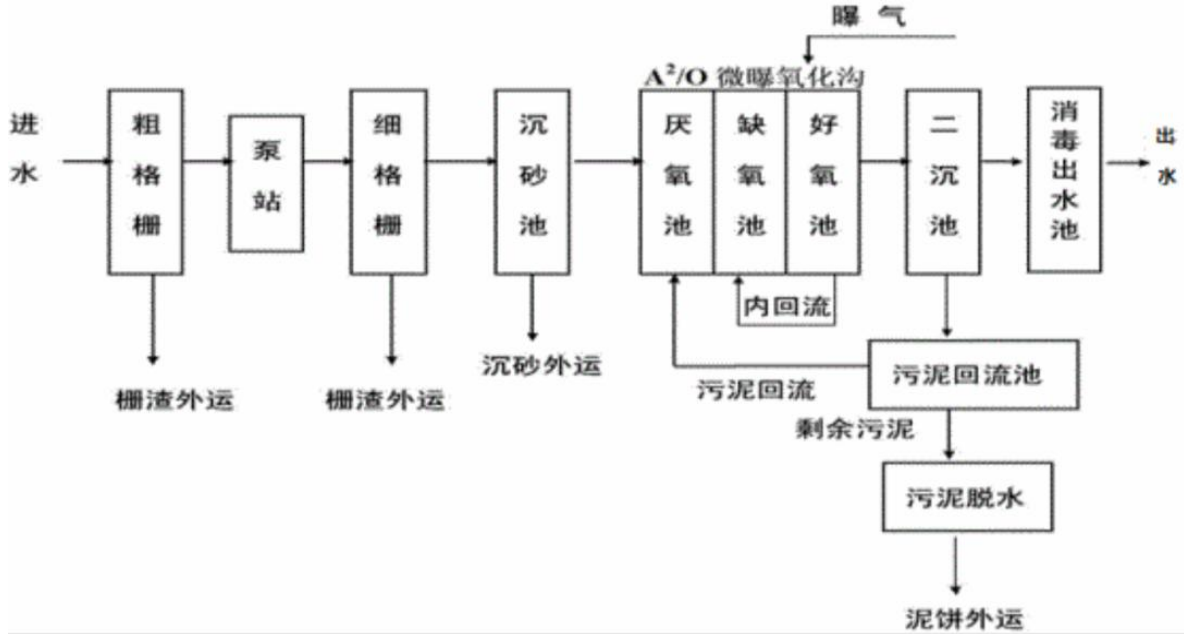 曝气
A²/O 微曝氧化沟
进水
粗格栅
泵站
细格栅
沉砂池
厌氧池
缺氧池
好氧池
二沉池
消毒出水池
出水
内回流
栅渣外运
栅渣外运
沉砂外运
污泥回流
污泥回流池
剩余污泥
污泥脱水
泥饼外运